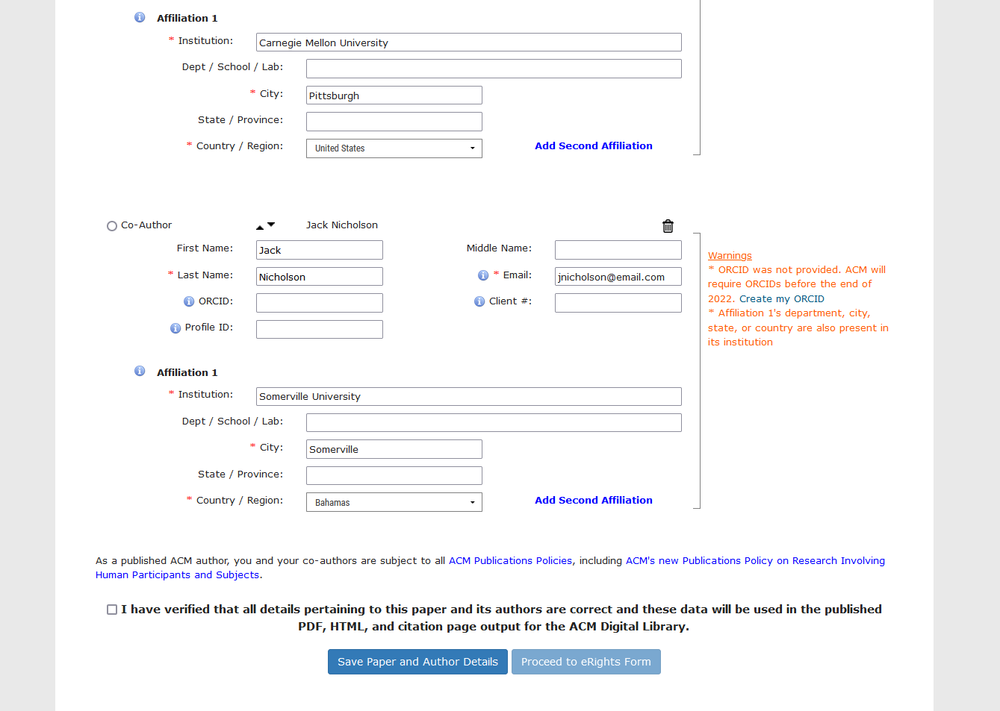 Affiliation 1
* Institution: Carnegie Mellon University
Dept / School / Lab:
* City: Pittsburgh
State / Province:
* Country / Region: United States Add Second Affiliation
Co-Author Jack Nicholson
First Name: Jack Middle Name:
* Last Name: Nicholson * Email: jnicholson@email.com
ORCID: Client #:
Profile ID:
Warnings
* ORCID was not provided. ACM will
require ORCIDs before the end of
2022. Create my ORCID
* Affiliation 1's department, city,
state, or country are also present in
its institution
Affiliation 1
* Institution: Somerville University
Dept / School / Lab:
* City: Somerville
State / Province:
* Country / Region: Bahamas Add Second Affiliation
As a published ACM author, you and your co-authors are subject to all ACM Publications Policies, including ACM's new Publications Policy on Research Involving
Human Participants and Subjects.
I have verified that all details pertaining to this paper and its authors are correct and these data will be used in the published
PDF, HTML, and citation page output for the ACM Digital Library.
Save Paper and Author Details Proceed to eRights Form